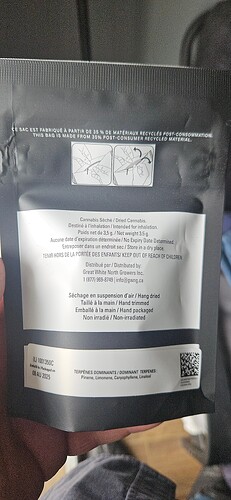 CE SAC EST FABRIQUÉ À PARTIR DE 35 % DE MATÉRIAUX RECYCLÉS POST-CONSOMMATION.
THIS BAG IS MADE FROM 35% POST-CONSUMER RECYCLED MATERIAL.
Cannabis Séché / Dried Cannabis
Destiné à l'inhalation / Intended for inhalation.
Poids net de 3,5 g. / Net weight 3.5 g.
Aucune date d'expiration déterminée / No Expiry Date Determined.
Entreposer dans un endroit sec / Store in a dry place.
TENIR HORS DE LA PORTÉE DES ENFANTS/ KEEP OUT OF REACH OF CHILDREN
Distribué par / Distributed by:
Great White North Growers Inc.
Séchage en suspension d'air / Hang dried
Taillé à la main / Hand trimmed
Emballé à la main / Hand packaged
Non irradié / Non-irradiated
TERPÈNES DOMINANTS / DOMINANT TERPENES
Pinene, Limonene, Caryophyllene, Linalool